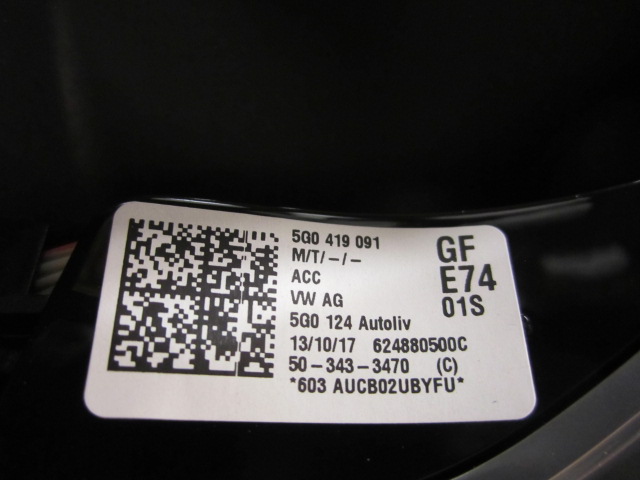 5G0 419 091
M/T/-/-
ACC
VW AG
5G0 124 Autoliv
13/10/17 624880500C
50-343-3470 (C)
*603 AUCB02UBYFU*
GF
E74
01S